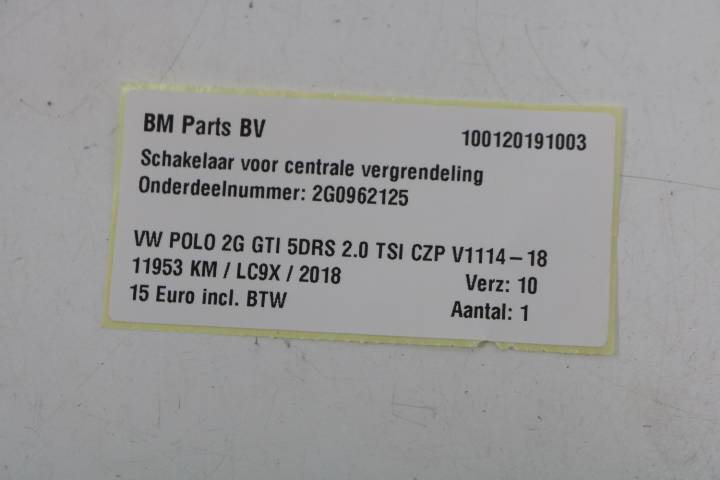 BM Parts BV 100120191003
Schakelaar voor centrale vergrendeling
Onderdeelnummer: 2G0962125
VW POLO 2G GTI 5DRS 2.0 TSI CZP V1114-18
11953 KM / LC9X / 2018 Verz: 10
15 Euro incl. BTW Aantal: 1